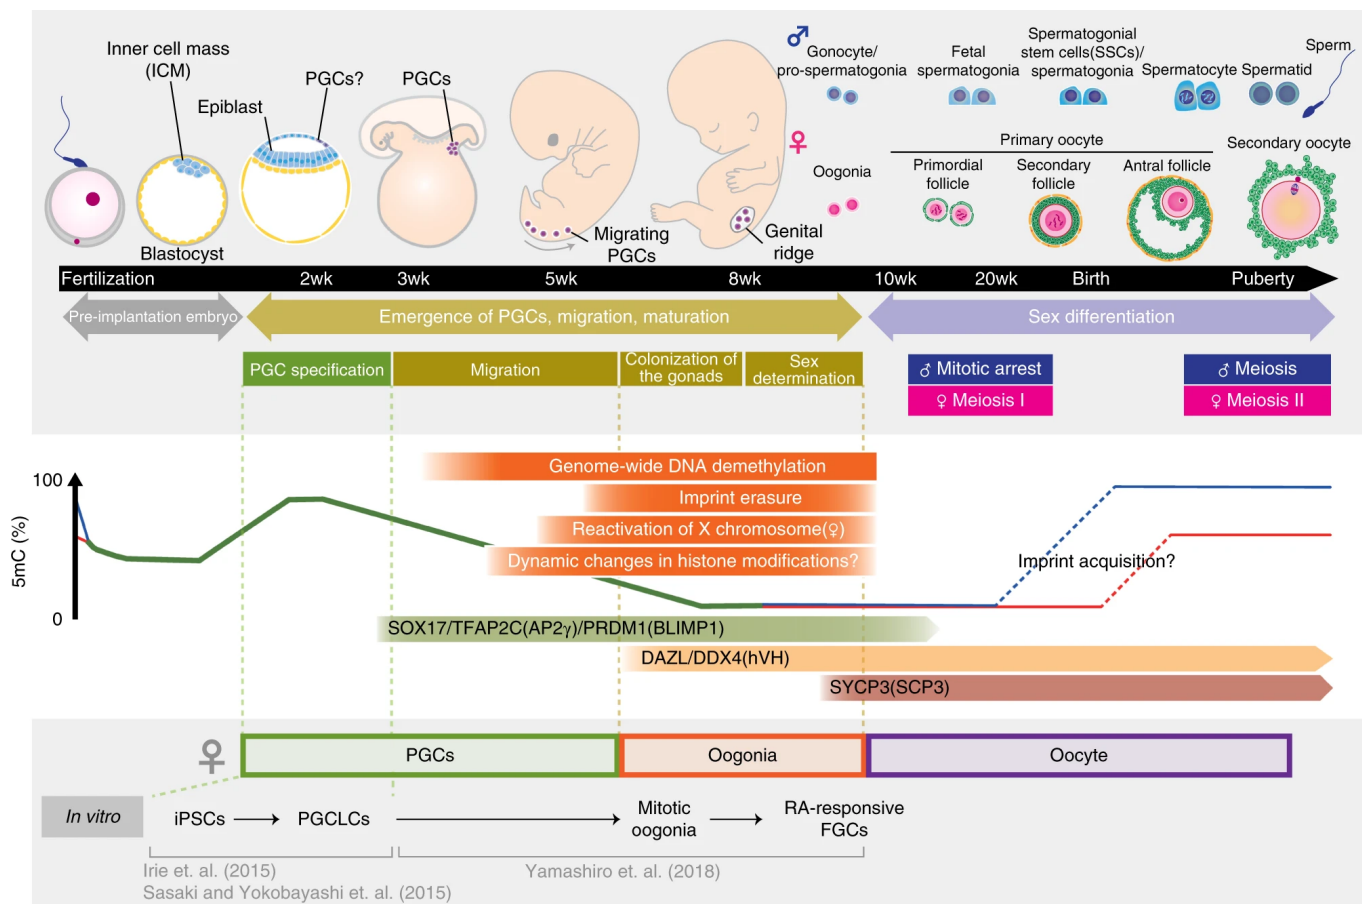 Inner cell mass
(ICM)
Epiblast
PGCs?
PGCs
Blastocyst
Migrating
PGCs
Genital
ridge
♂
Gonocyte/
pro-spermatogonia
Fetal
spermatogonia
Spermatogonial
stem cells(SSCs)/
spermatogonia
Spermatocyte
Spermatid
Sperm
♀
Oogonia
Primary oocyte
Primordial
follicle
Secondary
follicle
Antral follicle
Secondary oocyte
Fertilization 2wk 3wk 5wk 8wk 10wk 20wk Birth Puberty
Pre-implantation embryo
Emergence of PGCs, migration, maturation
Sex differentiation
PGC specification
Migration
Colonization of
the gonads
Sex
determination
♂ Mitotic arrest
♀ Meiosis I
♂ Meiosis
♀ Meiosis II
5mC (%)
100
0
Genome-wide DNA demethylation
Imprint erasure
Reactivation of X chromosome(♀)
Dynamic changes in histone modifications?
Imprint acquisition?
SOX17/TFAP2C(AP2γ)/PRDM1(BLIMP1)
DAZL/DDX4(hVH)
SYCP3(SCP3)
♀
PGCs
Oogonia
Oocyte
In vitro
iPSCs
PGCLCs
Mitotic
oogonia
RA-responsive
FGCs
Irie et. al. (2015)
Sasaki and Yokobayashi et. al. (2015)
Yamashiro et. al. (2018)